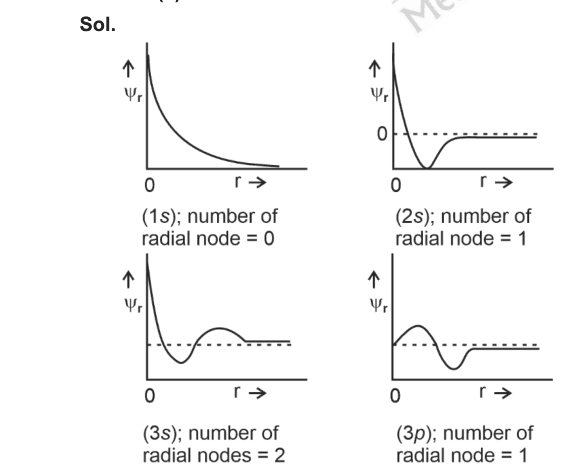 Sol.
↑
Ψr
0
r →
↑
Ψr
0
0
r →
(1s); number of
radial node = 0
(2s); number of
radial node = 1
↑
Ψr
0
r →
↑
Ψr
0
r →
(3s); number of
radial nodes = 2
(3p); number of
radial node = 1